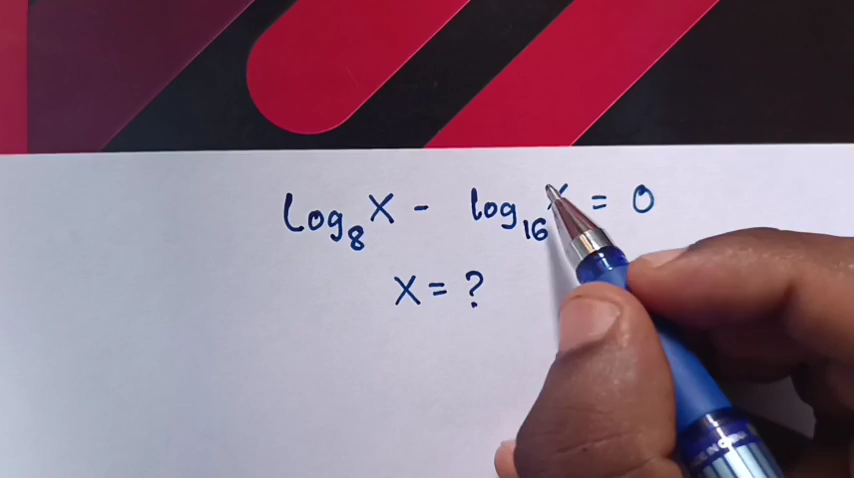 log₈ X - log₁₆ X = 0
X = ?